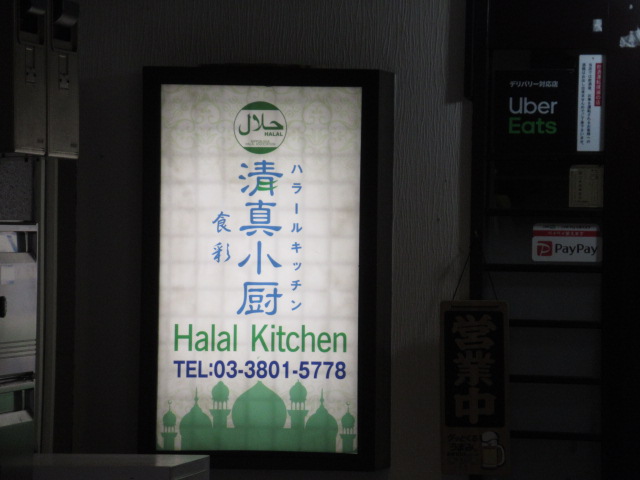 حلال
HALAL
ハラールキッチン
清真小厨
食彩
Halal Kitchen
TEL:03-3801-5778
デリバリー対応店
Uber
Eats
PayPay
営業中